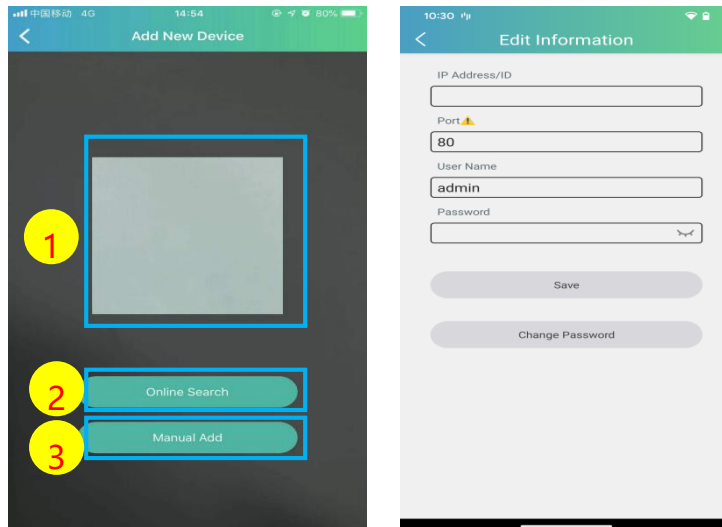 中国移动 4G 14:54 80%
Add New Device
1
2
Online Search
3
Manual Add
10:30
Edit Information
IP Address/ID
Port
80
User Name
admin
Password
Save
Change Password